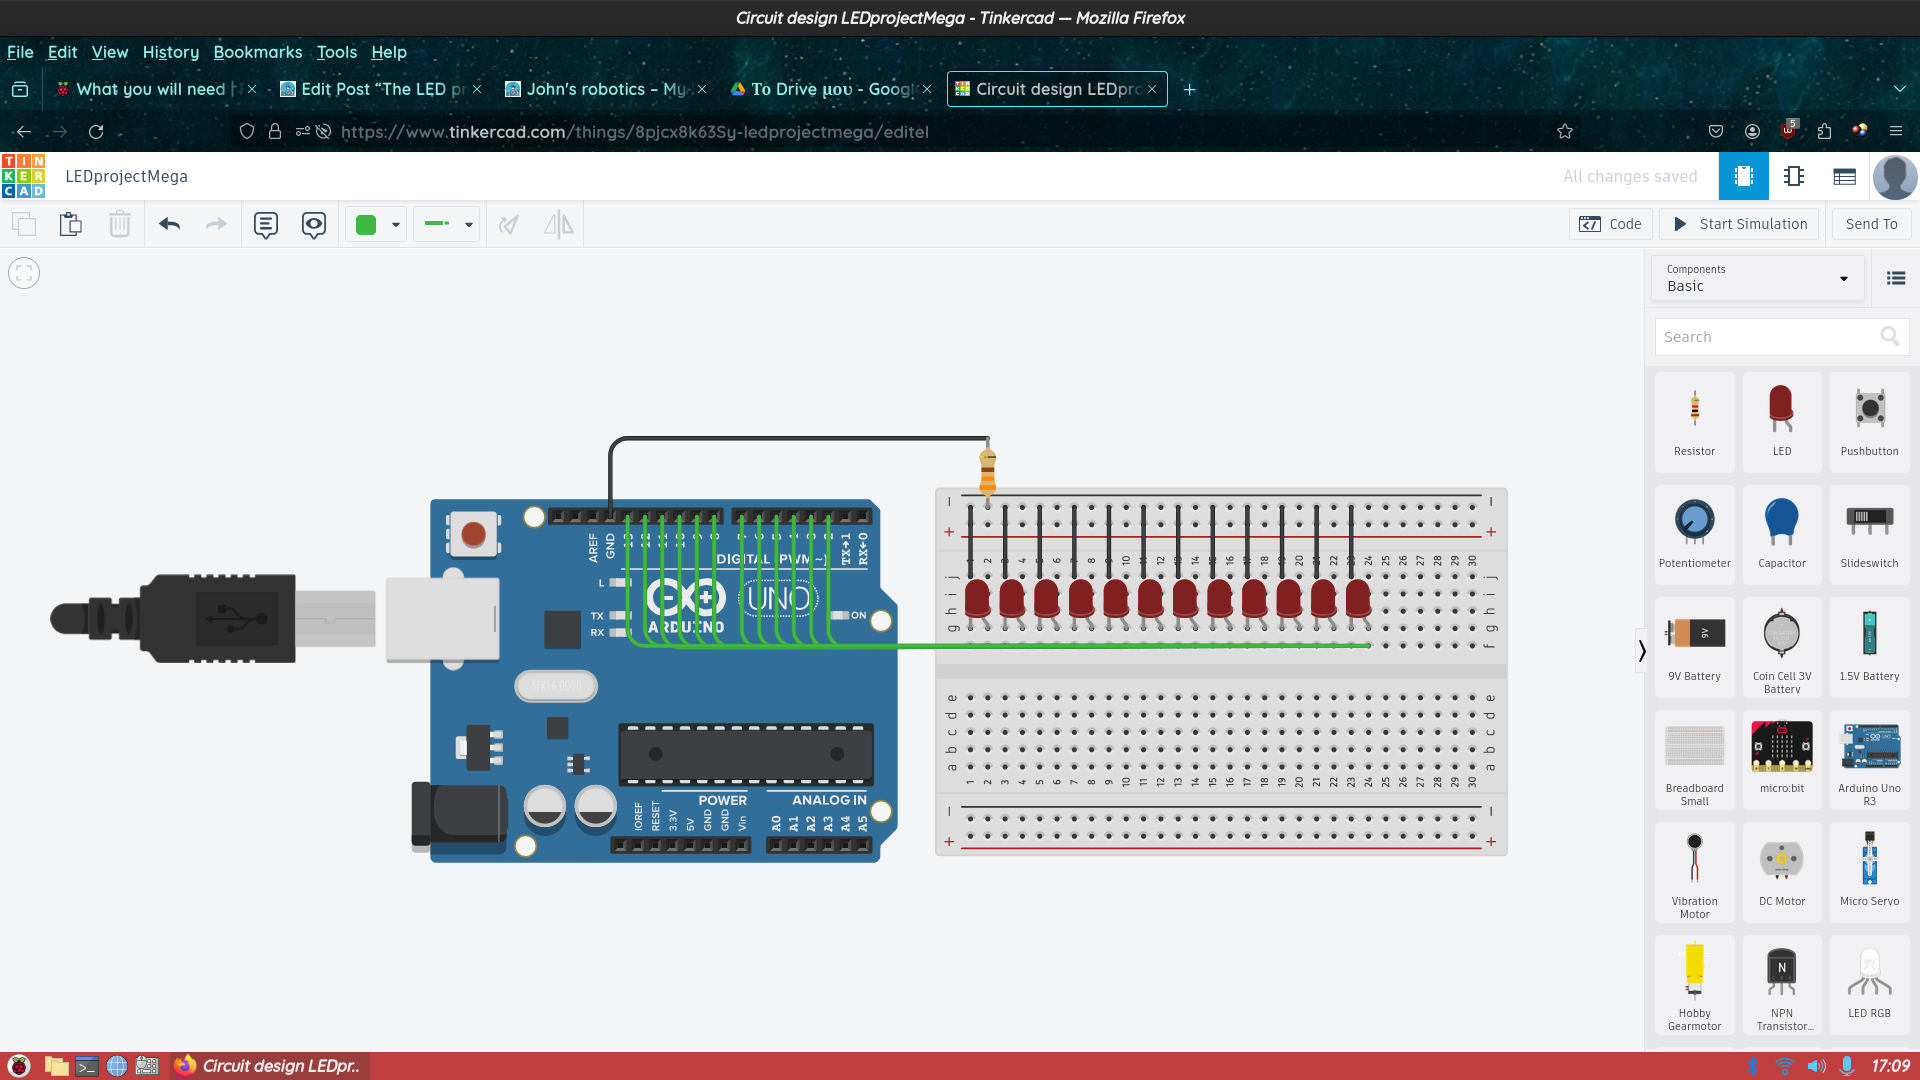 Circuit design LEDprojectMega - Tinkercad — Mozilla Firefox
File Edit View History Bookmarks Tools Help
What you will need |
Edit Post “The LED pr
John's robotics – My
Το Drive μου - Googl
Circuit design LEDpro
https://www.tinkercad.com/things/8pjcx8k63Sy-ledprojectmega/editel
5
TIN
KER
CAD
LEDprojectMega
All changes saved
Code
Start Simulation
Send To
Components
Basic
Search
Resistor
LED
Pushbutton
Potentiometer
Capacitor
Slideswitch
9V
9V Battery
Coin Cell 3V Battery
1.5V Battery
Breadboard Small
micro:bit
Arduino Uno R3
Vibration Motor
DC Motor
Micro Servo
Hobby Gearmotor
N
NPN Transistor...
LED RGB
AREF
GND
DIGITAL (PWM~)
TX→1
RX←0
L
TX
RX
ON
UNO
ARDUINO
SPK16.000G
POWER
ANALOG IN
IOREF
RESET
3.3V
5V
GND
GND
Vin
A0
A1
A2
A3
A4
A5
j
i
h
g
f
e
d
c
b
a
1 2 3 4 5 6 7 8 9 10 11 12 13 14 15 16 17 18 19 20 21 22 23 24 25 26 27 28 29 30
Circuit design LEDpr..
17:09